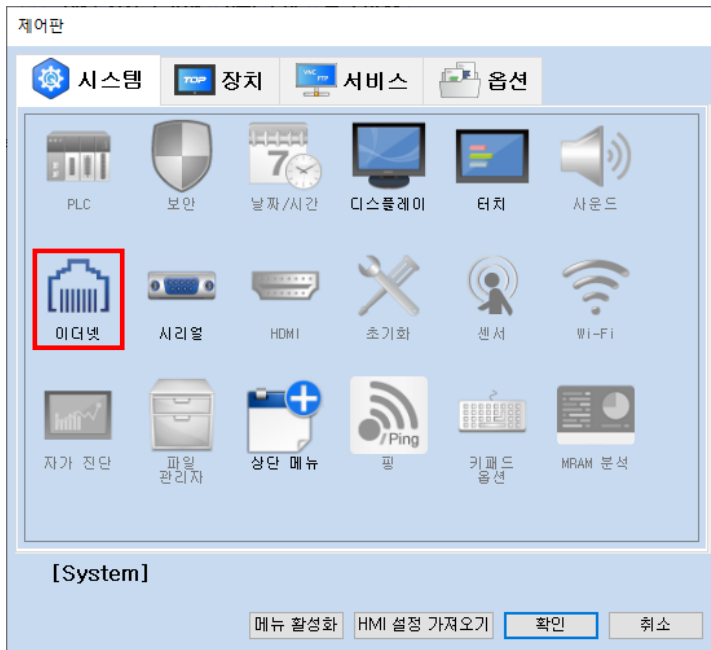 제어판
시스템
TOP 장치
VNC FTP 서비스
옵션
PLC
보안
7
날짜/시간
디스플레이
터치
사운드
이더넷
시리얼
HDMI
초기화
센서
Wi-Fi
자가 진단
파일
관리자
상단 메뉴
/Ping
핑
키패드
옵션
MRAM 분석
[System]
메뉴 활성화 HMI 설정 가져오기 확인 취소